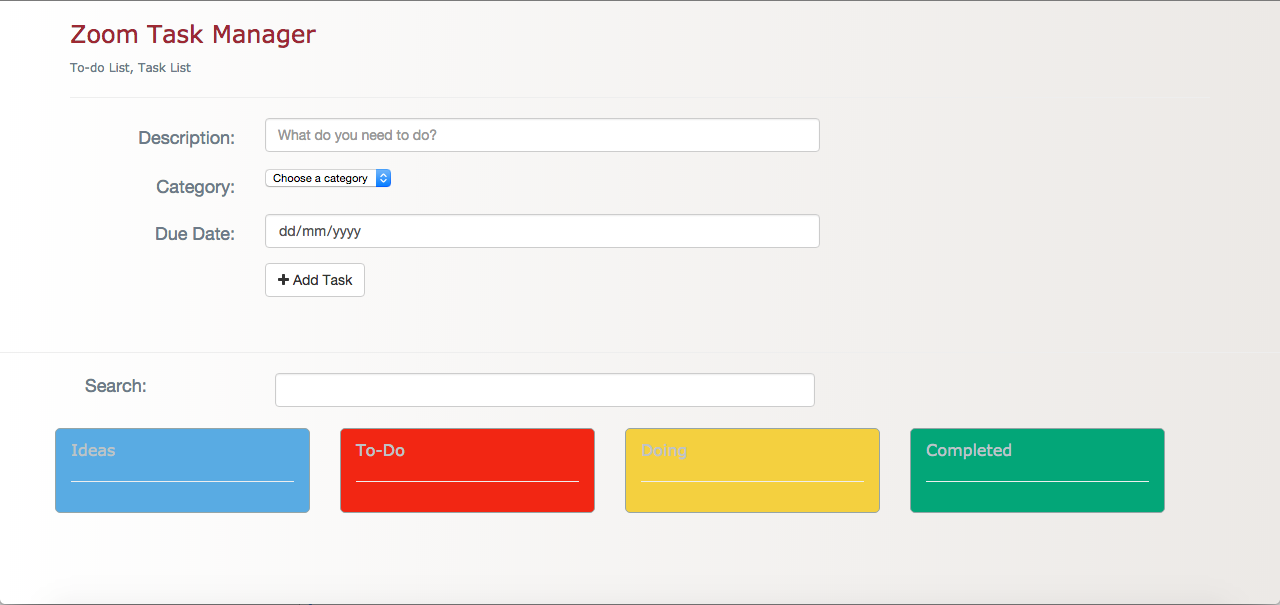 Zoom Task Manager
To-do List, Task List
Description: What do you need to do?
Category: Choose a category
Due Date: dd/mm/yyyy
Add Task
Search:
Ideas To-Do Doing Completed